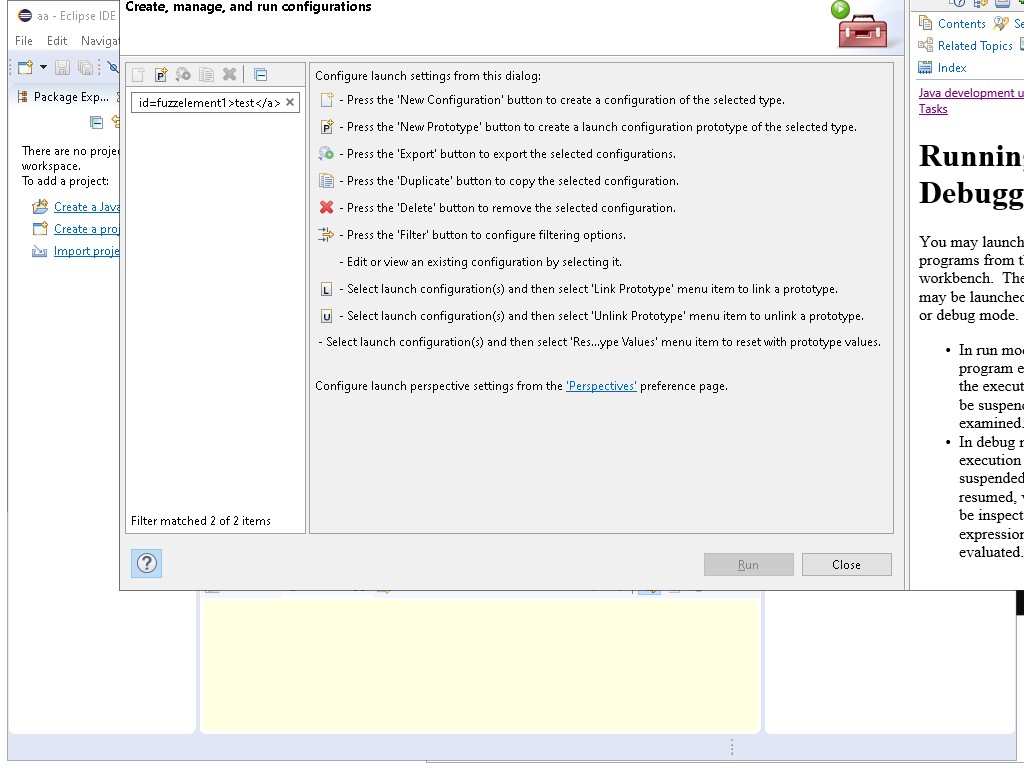 aa - Eclipse IDE
File Edit Naviga
Package Exp...
There are no proje
workspace.
To add a project:
Create a Java
Create a proj
Import proje
Create, manage, and run configurations
id=fuzzelement1>test</a>
Filter matched 2 of 2 items
Configure launch settings from this dialog:
- Press the 'New Configuration' button to create a configuration of the selected type.
- Press the 'New Prototype' button to create a launch configuration prototype of the selected type.
- Press the 'Export' button to export the selected configurations.
- Press the 'Duplicate' button to copy the selected configuration.
- Press the 'Delete' button to remove the selected configuration.
- Press the 'Filter' button to configure filtering options.
- Edit or view an existing configuration by selecting it.
- Select launch configuration(s) and then select 'Link Prototype' menu item to link a prototype.
- Select launch configuration(s) and then select 'Unlink Prototype' menu item to unlink a prototype.
- Select launch configuration(s) and then select 'Res...ype Values' menu item to reset with prototype values.
Configure launch perspective settings from the 'Perspectives' preference page.
Run Close
Contents Se
Related Topics
Index
Java development u
Tasks
Running
Debugg
You may launch
programs from th
workbench. The
may be launched
or debug mode.
• In run mod
program e
the execut
be suspend
examined.
• In debug m
execution
suspended
resumed, v
be inspect
expression
evaluated.